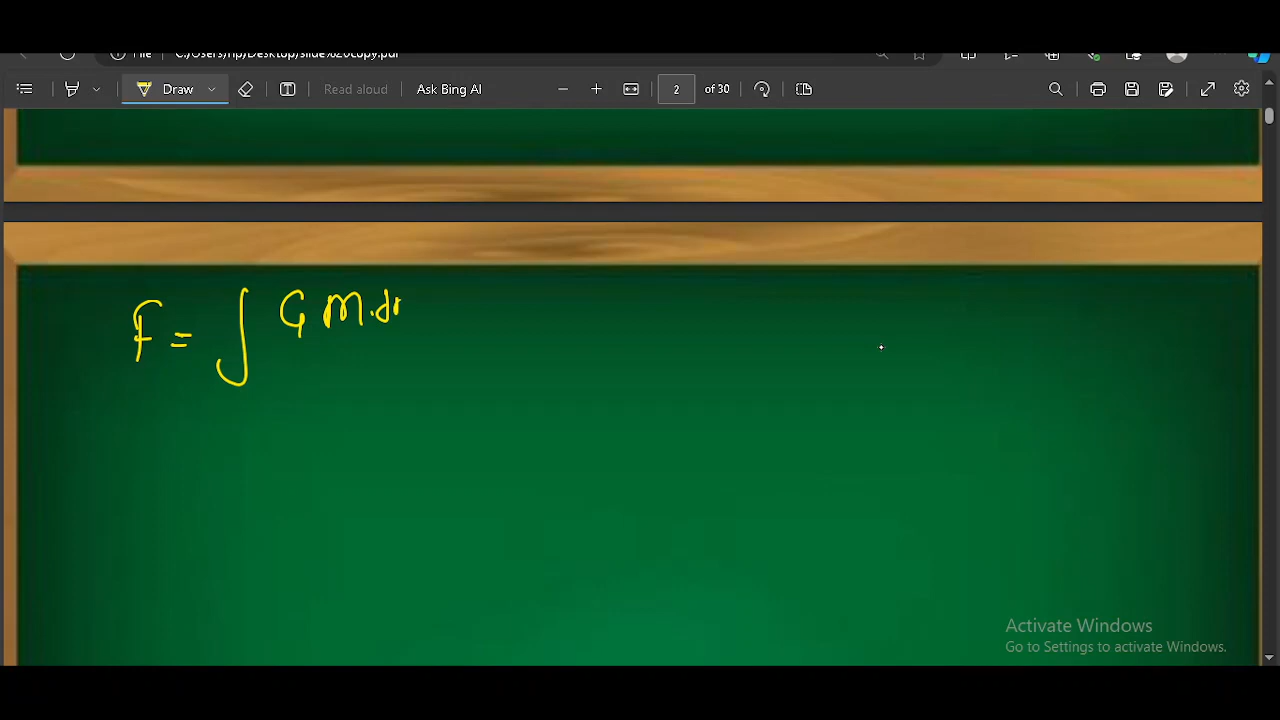 File C:/Users/hp/Desktop/slide%20copy.pdf
Draw Read aloud Ask Bing AI 2 of 30
F = ∫ G M.dr
Activate Windows
Go to Settings to activate Windows.